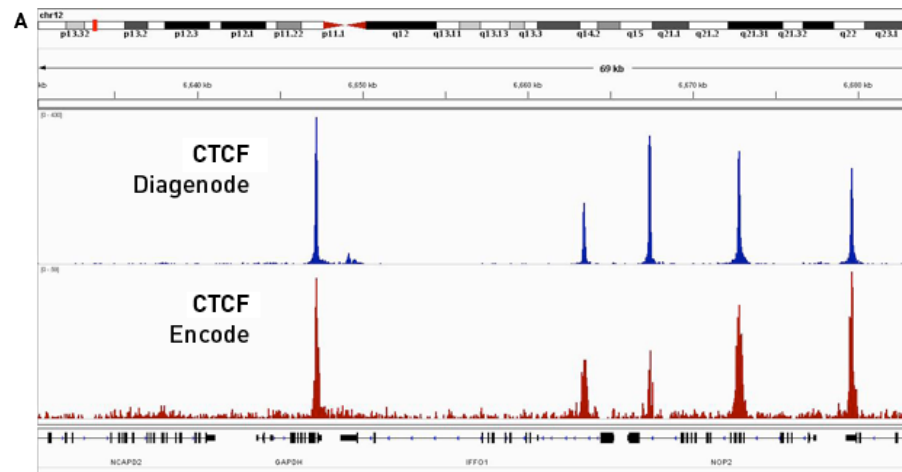 A
chr12
p13.32 p13.2 p12.3 p12.1 p11.22 p11.1 q12 q13.11 q13.13 q13.3 q14.2 q15 q21.1 q21.2 q21.31 q21.32 q22 q23.1
69 kb
kb 6,640 kb 6,650 kb 6,660 kb 6,670 kb 6,680 kb
CTCF
Diagenode
CTCF
Encode
NCAPD2 GAPDH IFFO1 NOP2